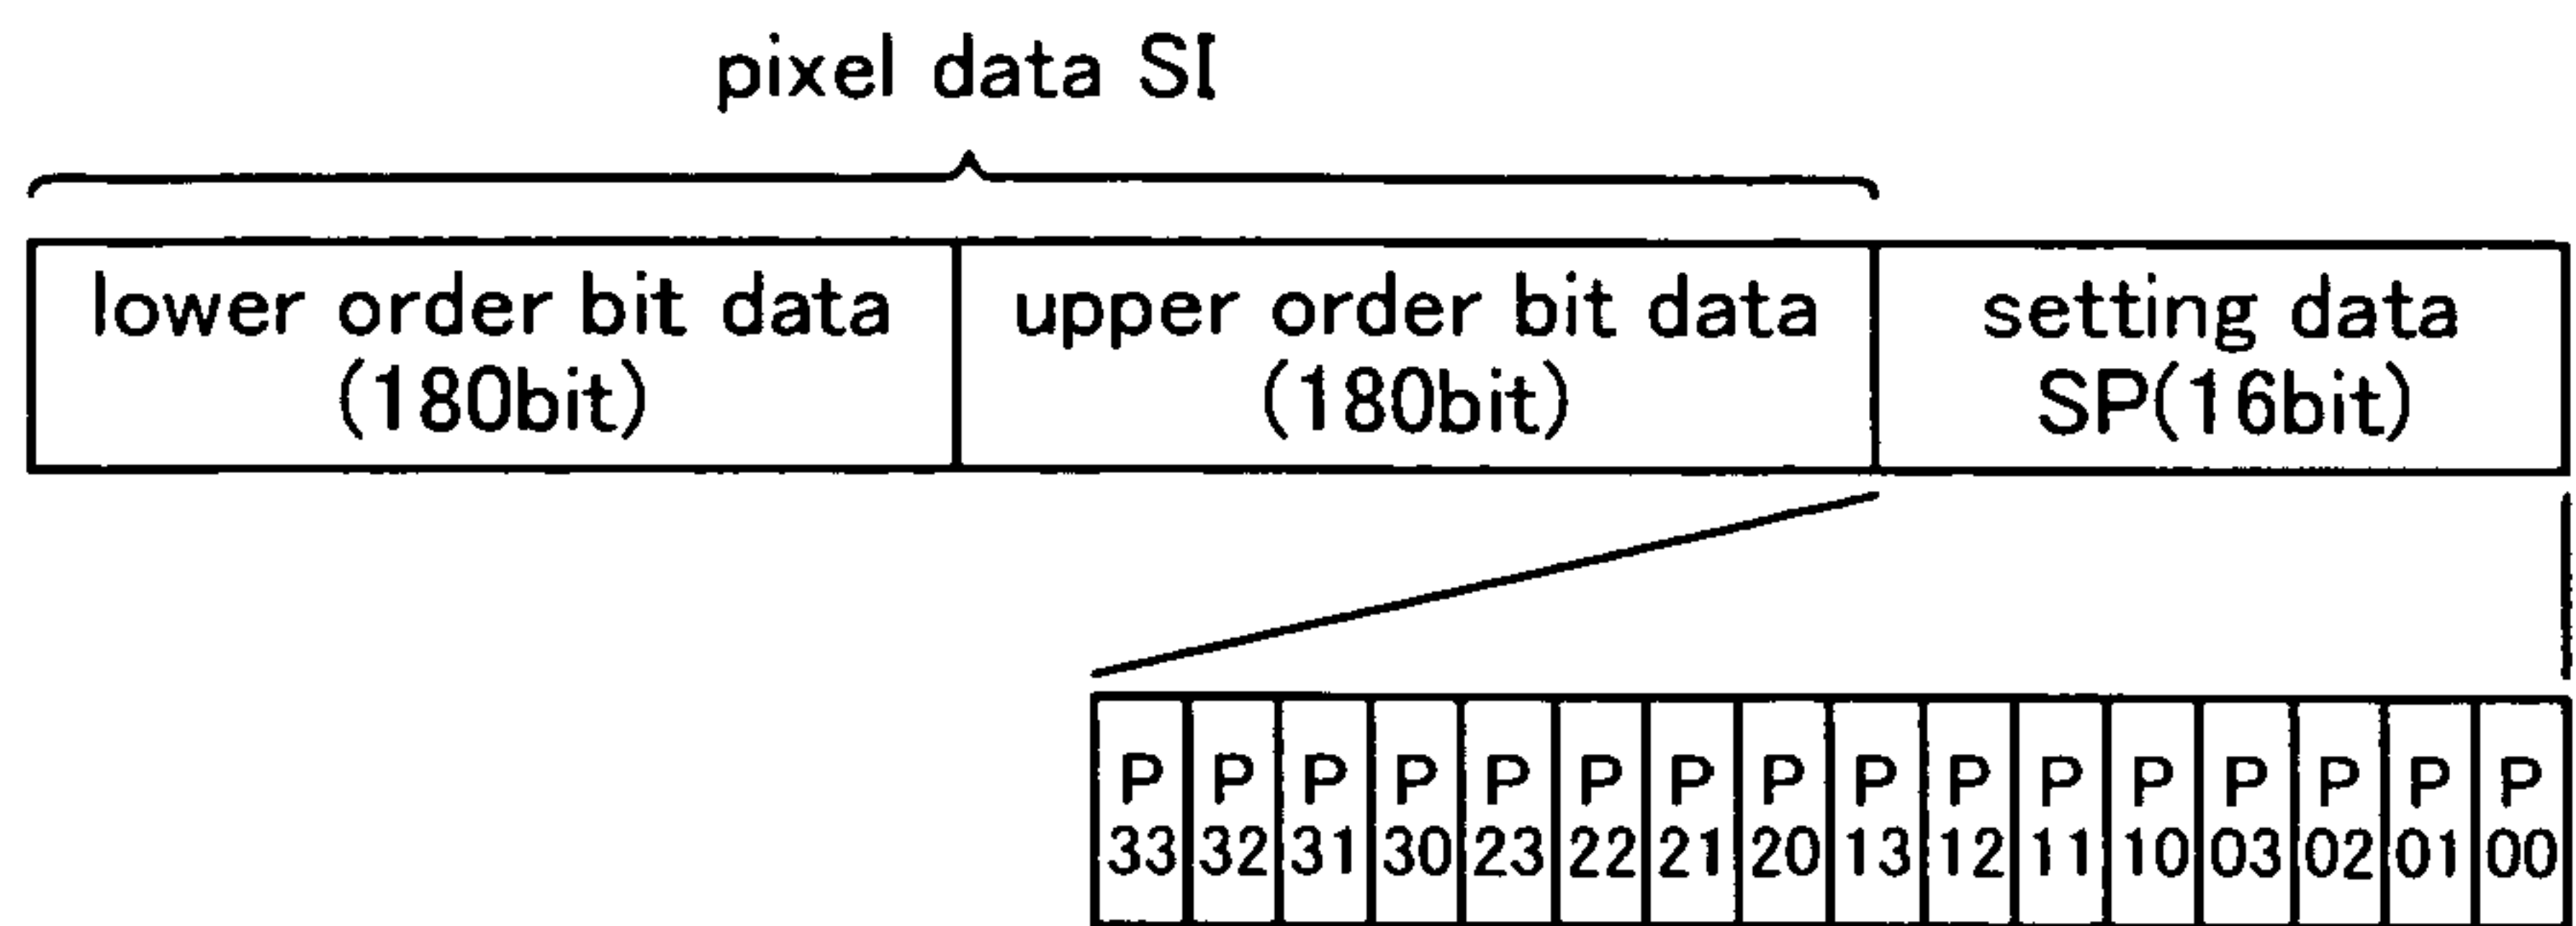 pixel data SI
lower order bit data upper order bit data setting data
(180bit) (180bit) SP(16bit)
P P P P P P P P P P P P P P P P
33 32 31 30 23 22 21 20 13 12 11 10 03 02 01 00